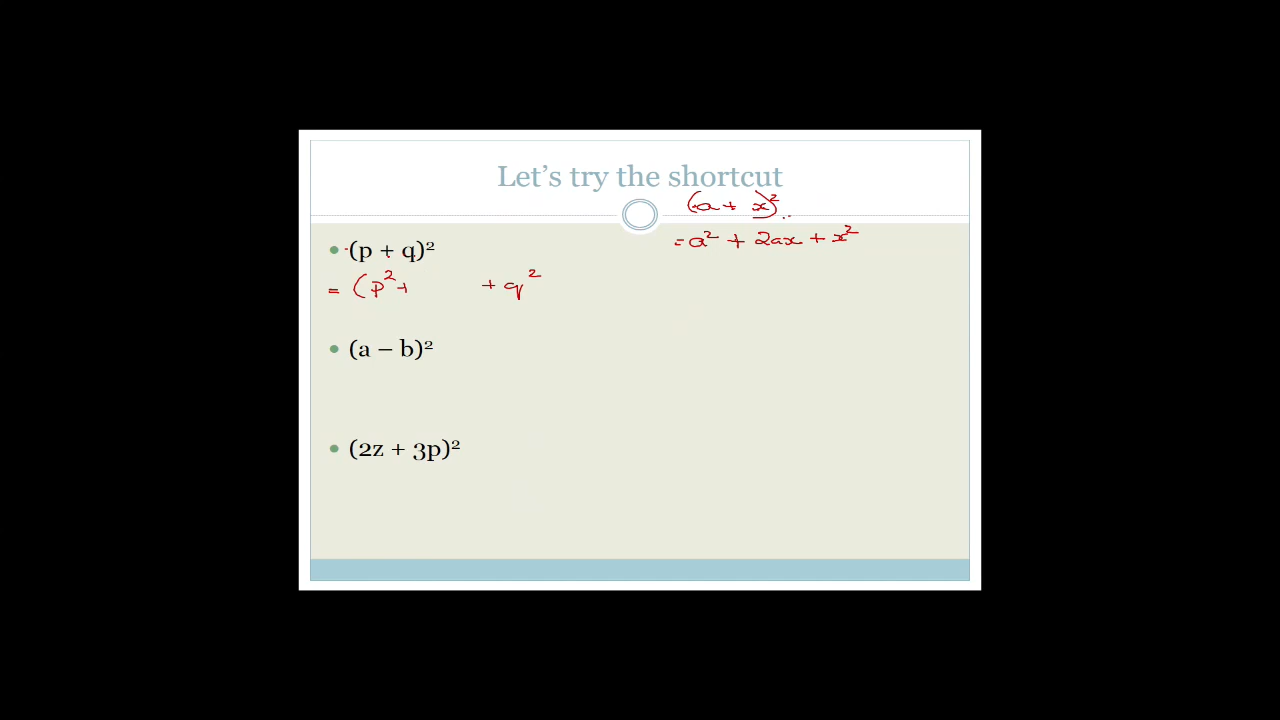 Let's try the shortcut
(a + x)²
= a² + 2ax + x²
• (p + q)²
= (p² + + q²
• (a – b)²
• (2z + 3p)²